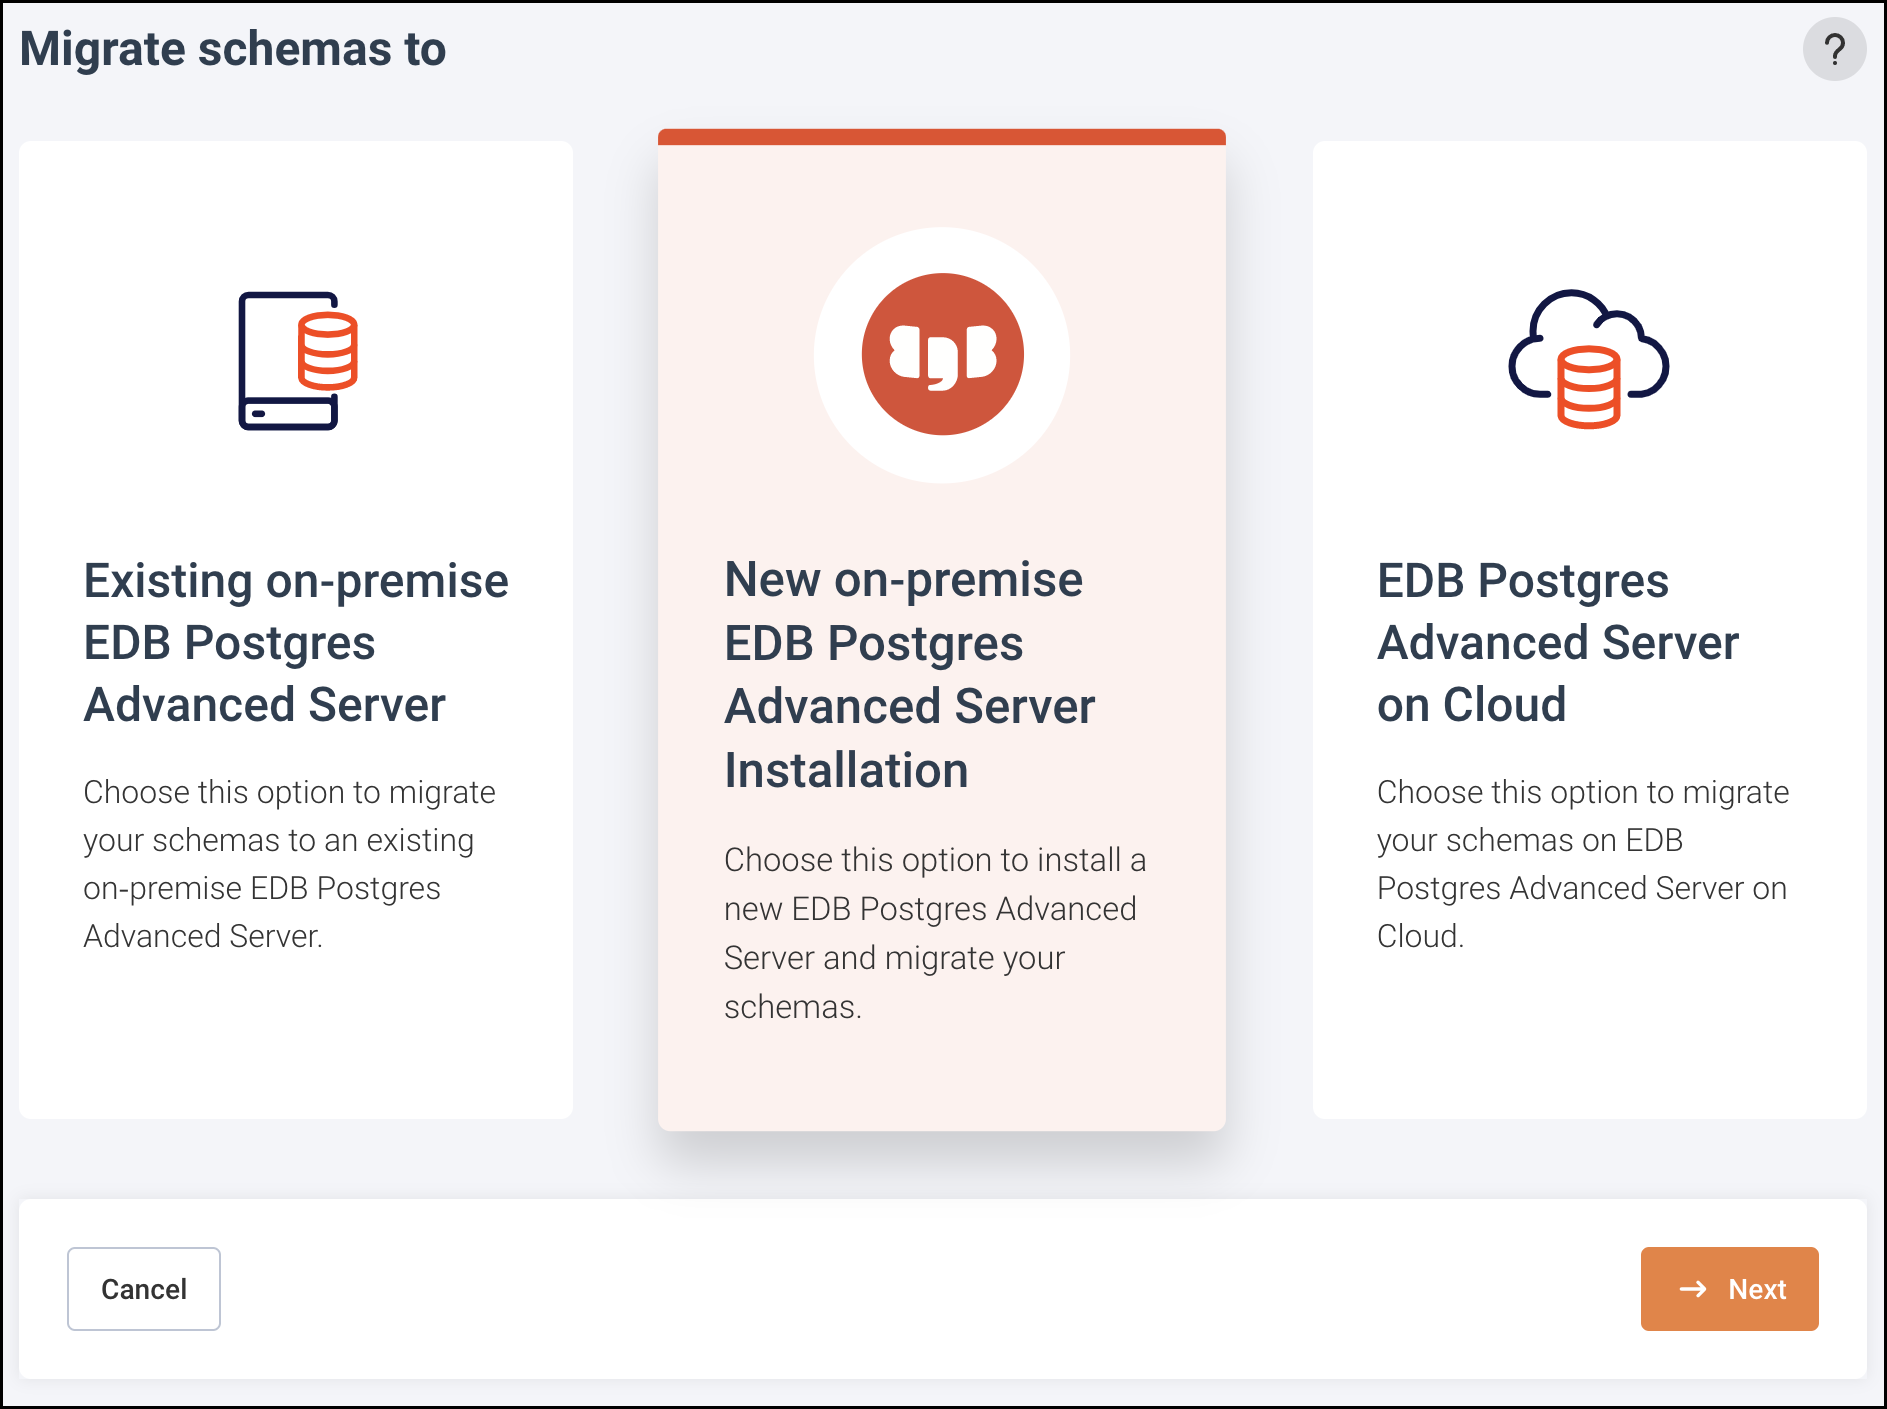 Migrate schemas to
?
Existing on-premise
EDB Postgres
Advanced Server
Choose this option to migrate
your schemas to an existing
on-premise EDB Postgres
Advanced Server.
New on-premise
EDB Postgres
Advanced Server
Installation
Choose this option to install a
new EDB Postgres Advanced
Server and migrate your
schemas.
EDB Postgres
Advanced Server
on Cloud
Choose this option to migrate
your schemas on EDB
Postgres Advanced Server on
Cloud.
Cancel
Next